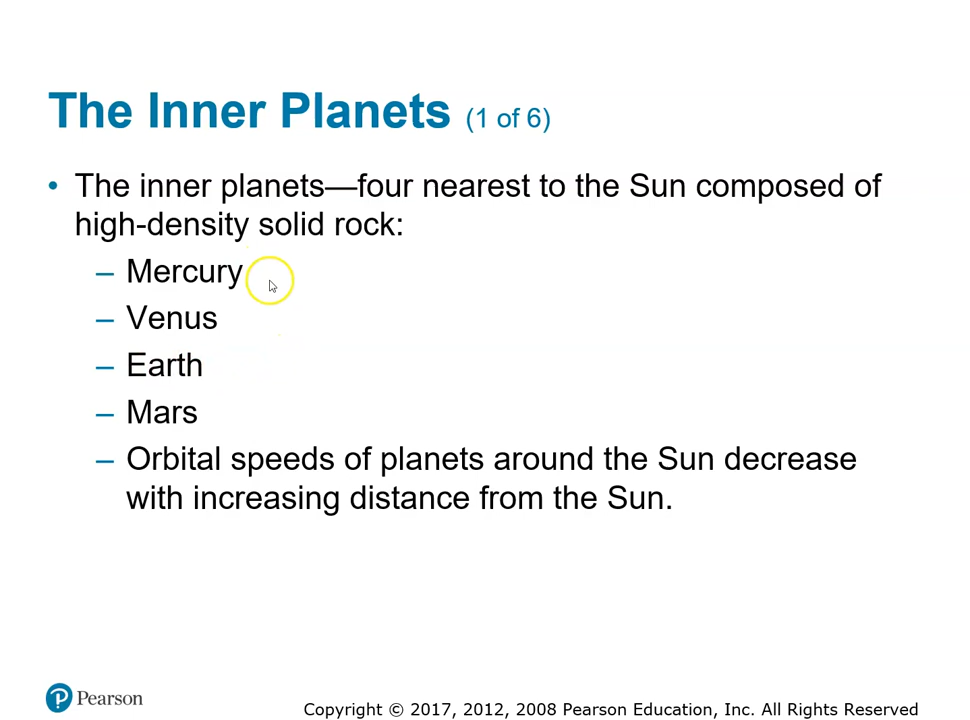 The Inner Planets (1 of 6)
• The inner planets—four nearest to the Sun composed of
high-density solid rock:
– Mercury
– Venus
– Earth
– Mars
– Orbital speeds of planets around the Sun decrease
with increasing distance from the Sun.
P Pearson
Copyright © 2017, 2012, 2008 Pearson Education, Inc. All Rights Reserved